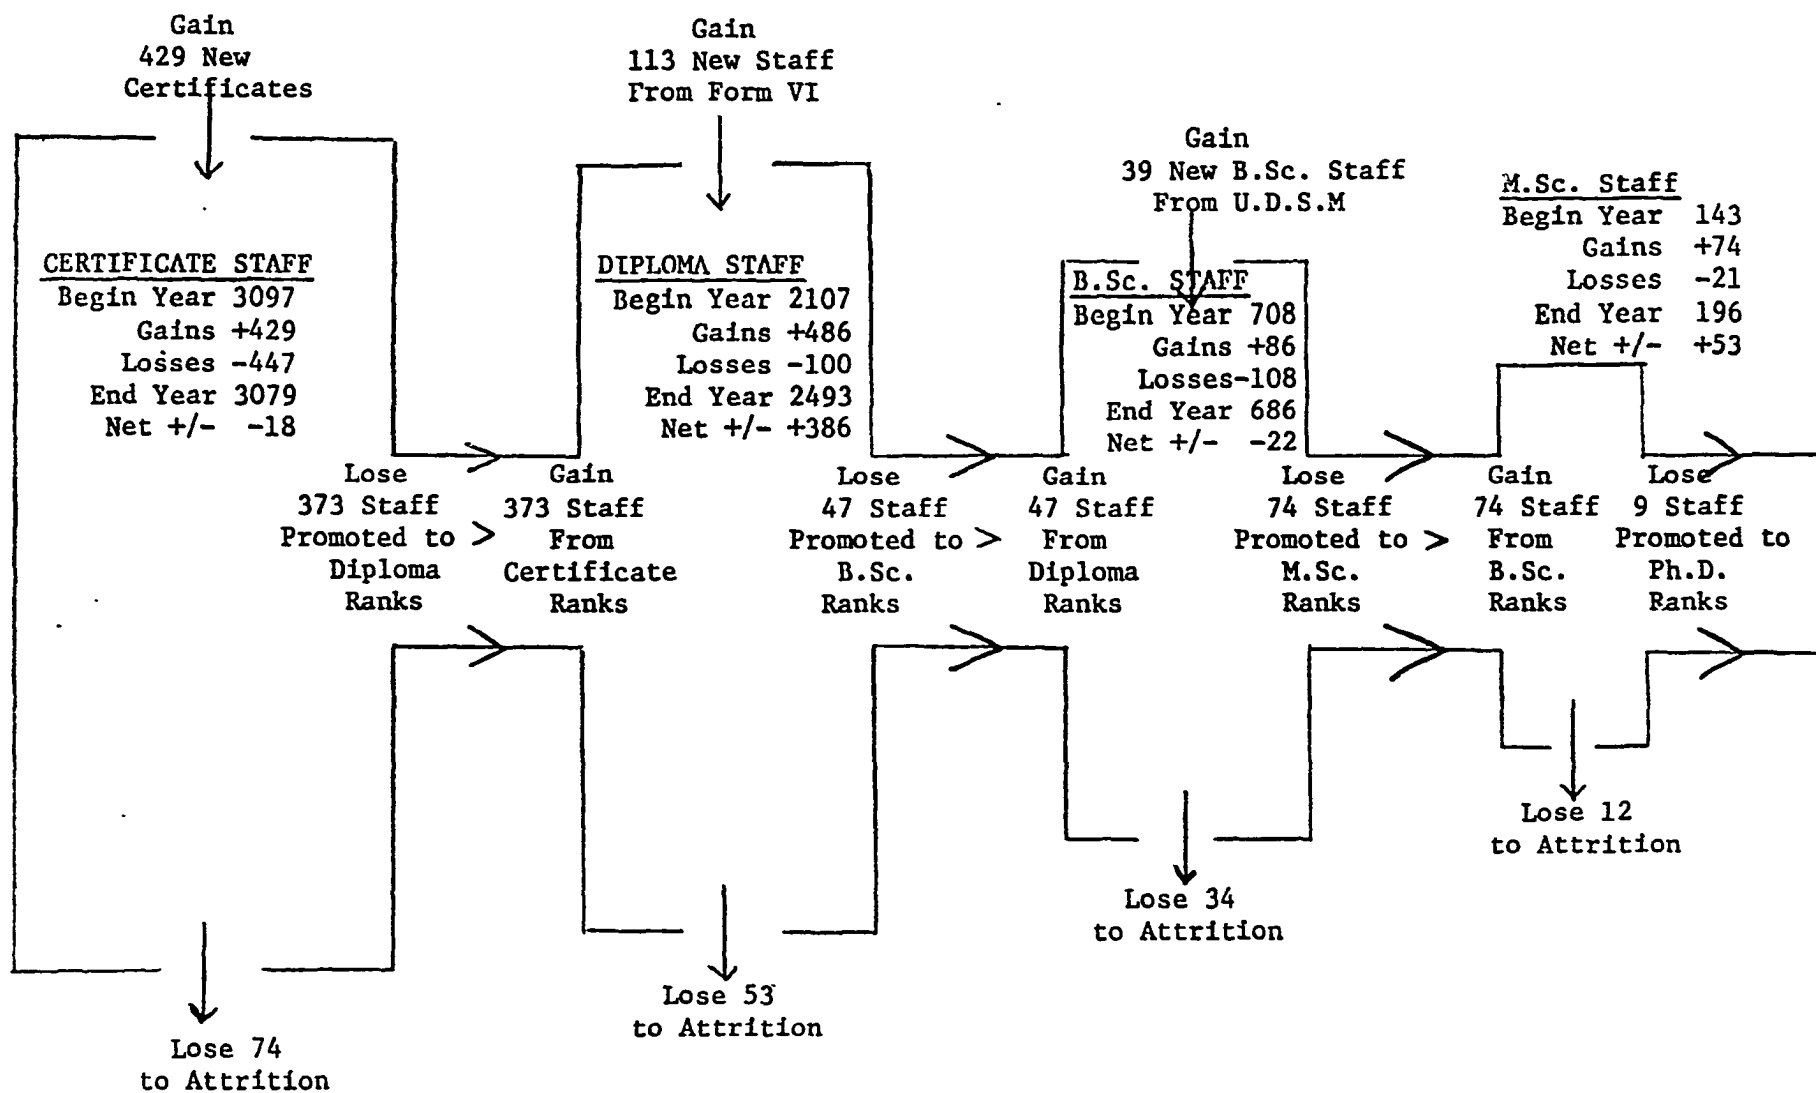 Gain
429 New
Certificates
Gain
113 New Staff
From Form VI
Gain
39 New B.Sc. Staff
From U.D.S.M
M.Sc. Staff
Begin Year 143
Gains +74
Losses -21
End Year 196
Net +/- +53
CERTIFICATE STAFF
Begin Year 3097
Gains +429
Losses -447
End Year 3079
Net +/- -18
DIPLOMA STAFF
Begin Year 2107
Gains +486
Losses -100
End Year 2493
Net +/- +386
B.Sc. STAFF
Begin Year 708
Gains +86
Losses-108
End Year 686
Net +/- -22
Lose
373 Staff
Promoted to >
Diploma
Ranks
Gain
373 Staff
From
Certificate
Ranks
Lose
47 Staff
Promoted to >
B.Sc.
Ranks
Gain
47 Staff
From
Diploma
Ranks
Lose
74 Staff
Promoted to >
M.Sc.
Ranks
Gain
74 Staff
From
B.Sc.
Ranks
Lose
9 Staff
Promoted to
Ph.D.
Ranks
Lose 12
to Attrition
Lose 34
to Attrition
Lose 53
to Attrition
Lose 74
to Attrition